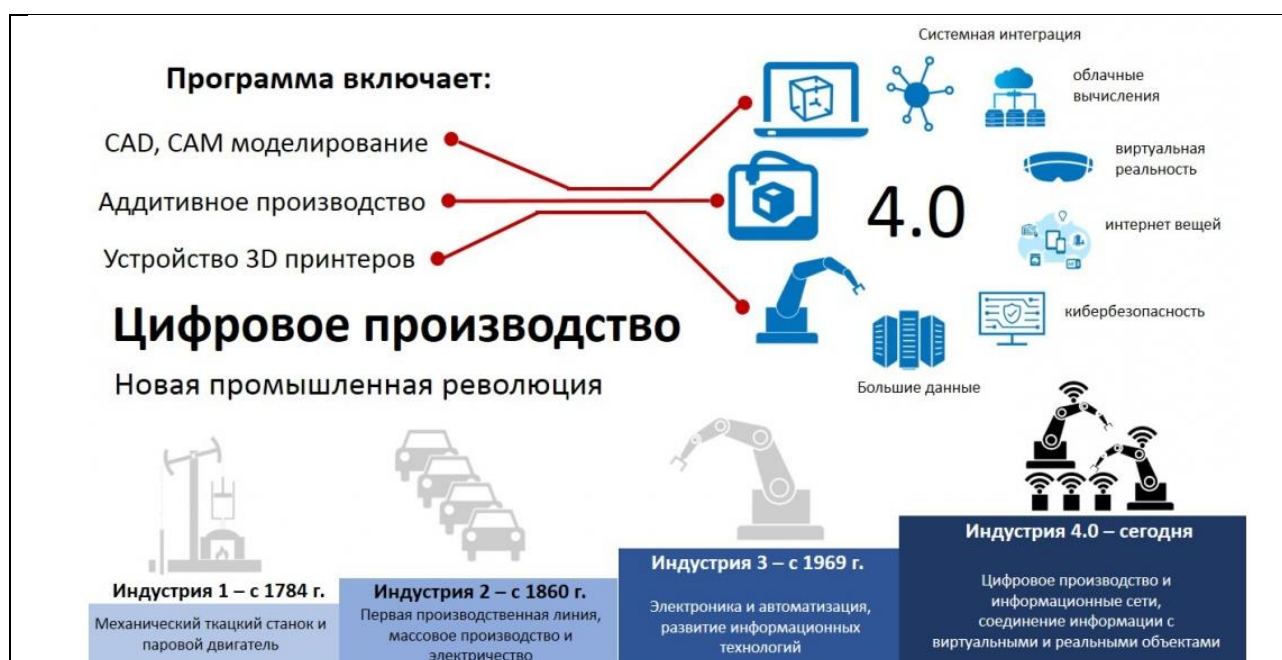 Программа включает:
CAD, CAM моделирование
Аддитивное производство
Устройство 3D принтеров
Цифровое производство
Новая промышленная революция
Системная интеграция
облачные
вычисления
виртуальная
реальность
4.0
интернет вещей
кибербезопасность
Большие данные
Индустрия 1 – с 1784 г.
Механический ткацкий станок и
паровой двигатель
Индустрия 2 – с 1860 г.
Первая производственная линия,
массовое производство и
электричество
Индустрия 3 – с 1969 г.
Электроника и автоматизация,
развитие информационных
технологий
Индустрия 4.0 – сегодня
Цифровое производство и
информационные сети,
соединение информации с
виртуальными и реальными объектами